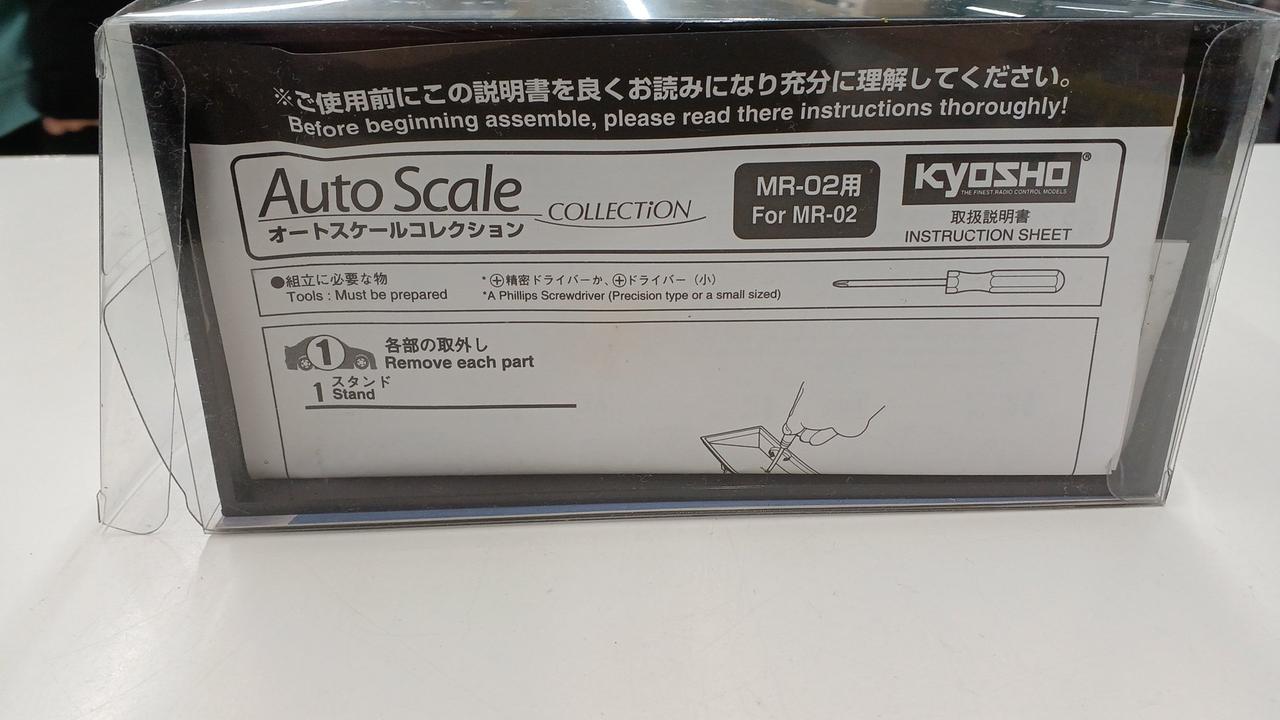 ※ご使用前にこの説明書を良くお読みになり充分に理解してください。
Before beginning assemble, please read there instructions thoroughly!
Auto Scale COLLECTiON
オートスケールコレクション
MR-02用
For MR-02
KYOSHO®
THE FINEST RADIO CONTROL MODELS
取扱説明書
INSTRUCTION SHEET
●組立に必要な物
Tools : Must be prepared
*⊕精密ドライバーか、⊕ドライバー（小）
*A Phillips Screwdriver (Precision type or a small sized)
1 各部の取外し
Remove each part
1 スタンド
Stand